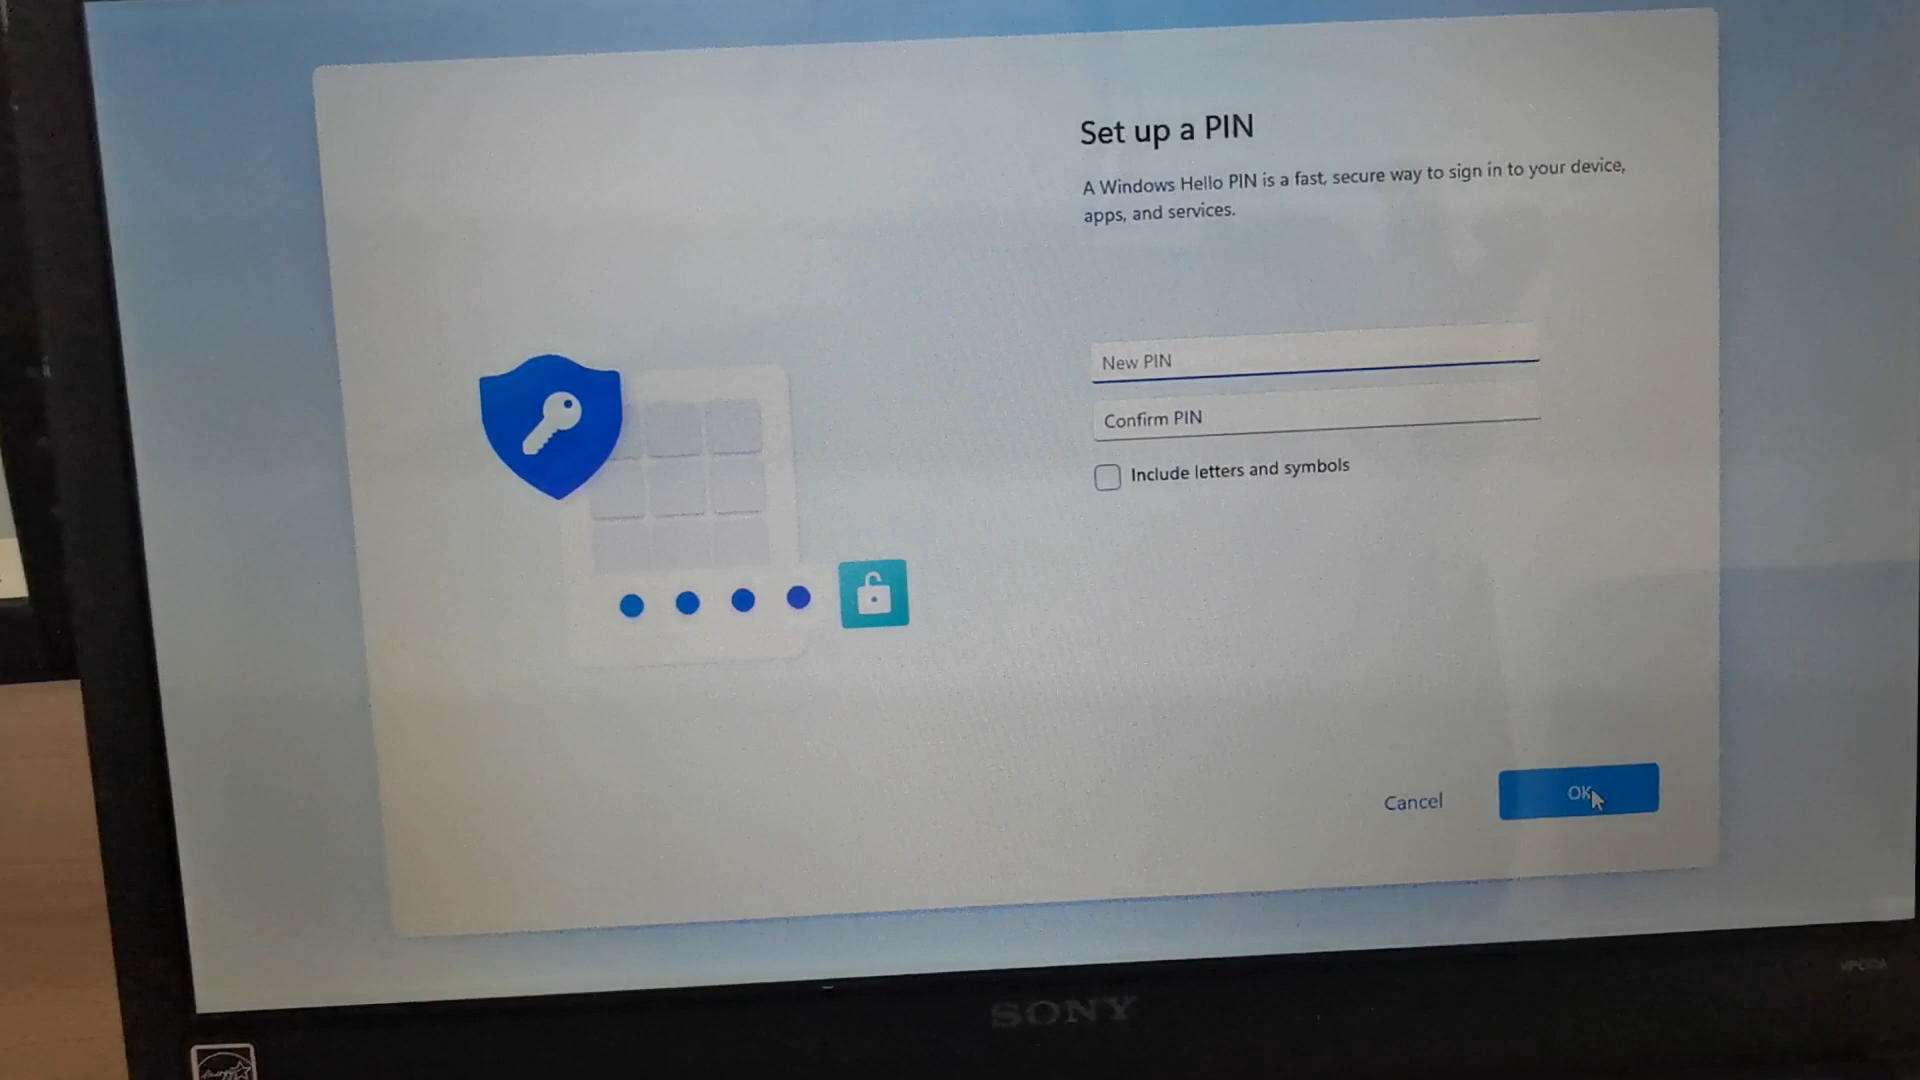 Set up a PIN
A Windows Hello PIN is a fast, secure way to sign in to your device,
apps, and services.
New PIN
Confirm PIN
Include letters and symbols
Cancel
OK
SONY